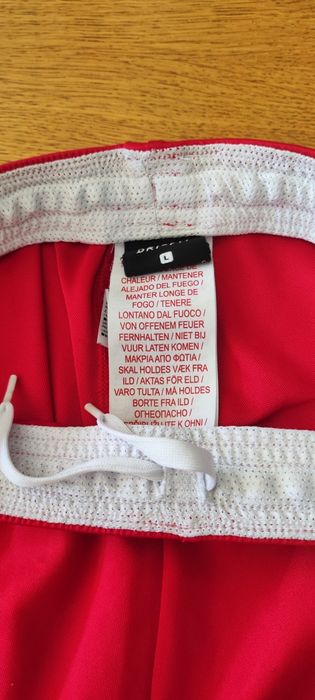 L
CHALEUR / MANTENER
ALEJADO DEL FUEGO /
MANTER LONGE DE
FOGO / TENERE
LONTANO DAL FUOCO /
VON OFFENEM FEUER
FERNHALTEN / NIET BIJ
VUUR LATEN KOMEN /
ΜΑΚΡΙΑ ΑΠΟ ΦΩΤΙΑ /
SKAL HOLDES VÆK FRA
ILD / AKTAS FÖR ELD /
VARO TULTA / MÅ HOLDES
BORTE FRA ILD /
ОГНЕОПАСНО /